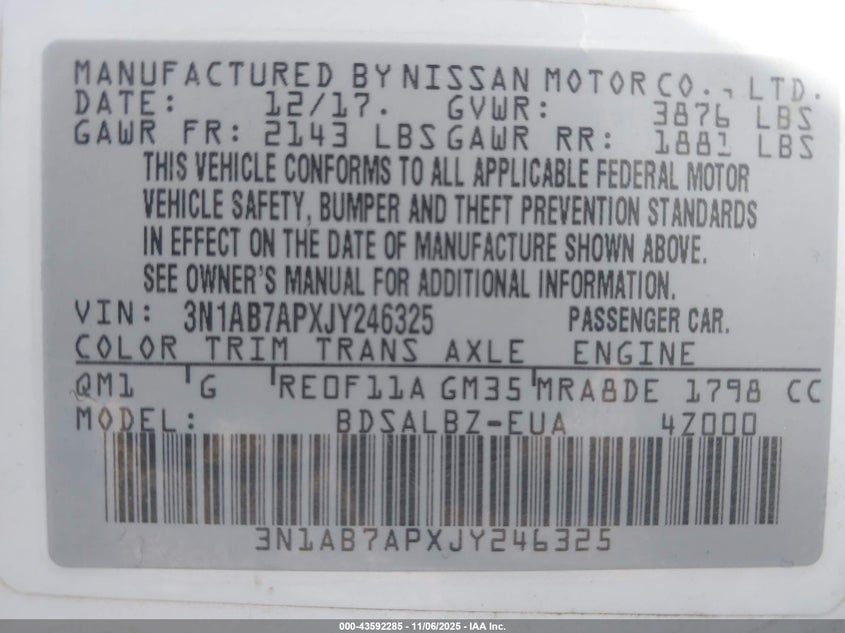 MANUFACTURED BY NISSAN MOTOR CO., LTD.
DATE: 12/17. GVWR: 3876 LBS
GAWR FR: 2143 LBS GAWR RR: 1881 LBS
THIS VEHICLE CONFORMS TO ALL APPLICABLE FEDERAL MOTOR
VEHICLE SAFETY, BUMPER AND THEFT PREVENTION STANDARDS
IN EFFECT ON THE DATE OF MANUFACTURE SHOWN ABOVE.
SEE OWNER'S MANUAL FOR ADDITIONAL INFORMATION.
VIN: 3N1AB7APXJY246325 PASSENGER CAR.
COLOR TRIM TRANS AXLE ENGINE
QM1 G RE0F11A GM35 MRA8DE 1798 CC
MODEL: BDSALBZ-EUA 4Z000
3N1AB7APXJY246325
000-43592285 - 11/06/2025 - IAA Inc.